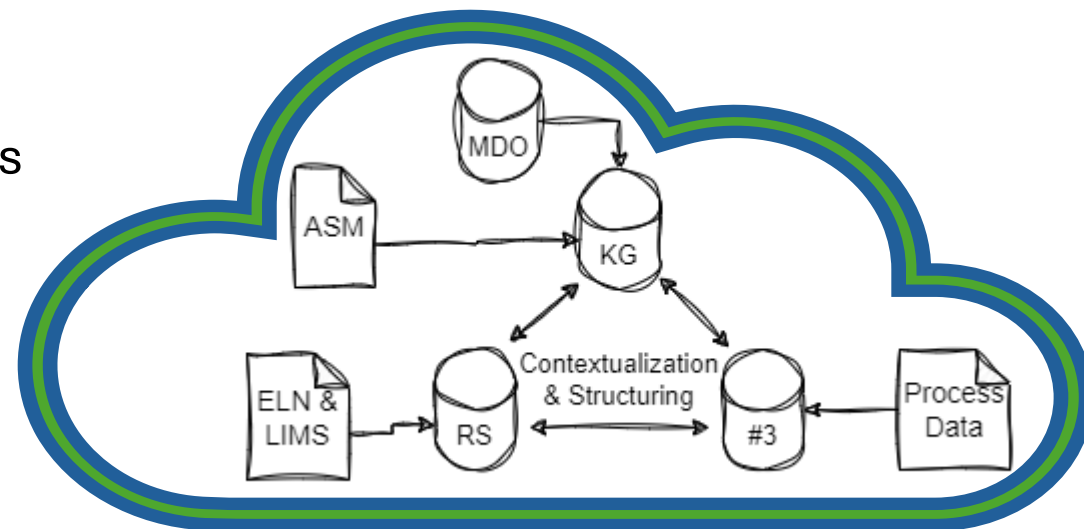 s
MDO
ASM
KG
Contextualization
& Structuring
ELN &
LIMS
RS
#3
Process
Data